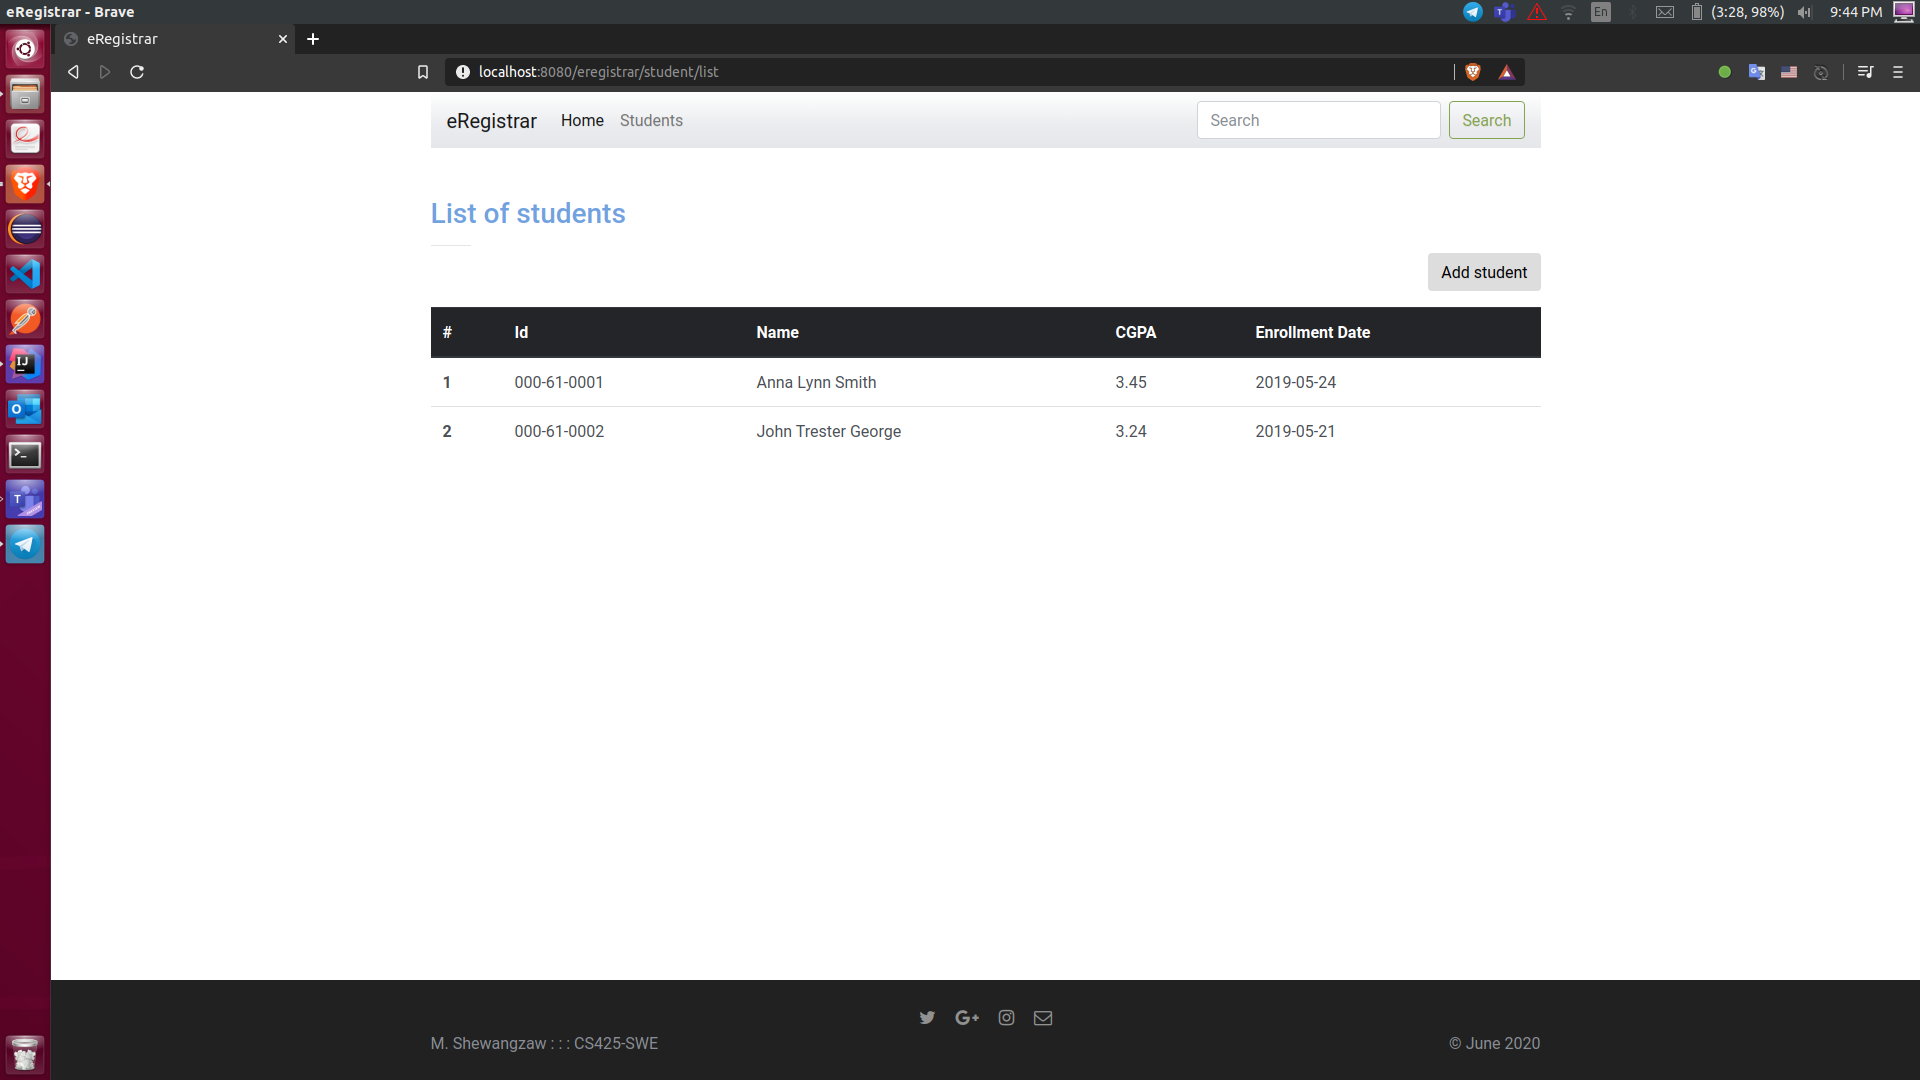 eRegistrar - Brave
En
(3:28, 98%)
9:44 PM
eRegistrar
localhost:8080/eregistrar/student/list
eRegistrar Home Students Search Search
List of students
Add student
# Id Name CGPA Enrollment Date
1 000-61-0001 Anna Lynn Smith 3.45 2019-05-24
2 000-61-0002 John Trester George 3.24 2019-05-21
M. Shewangzaw : : : CS425-SWE
© June 2020